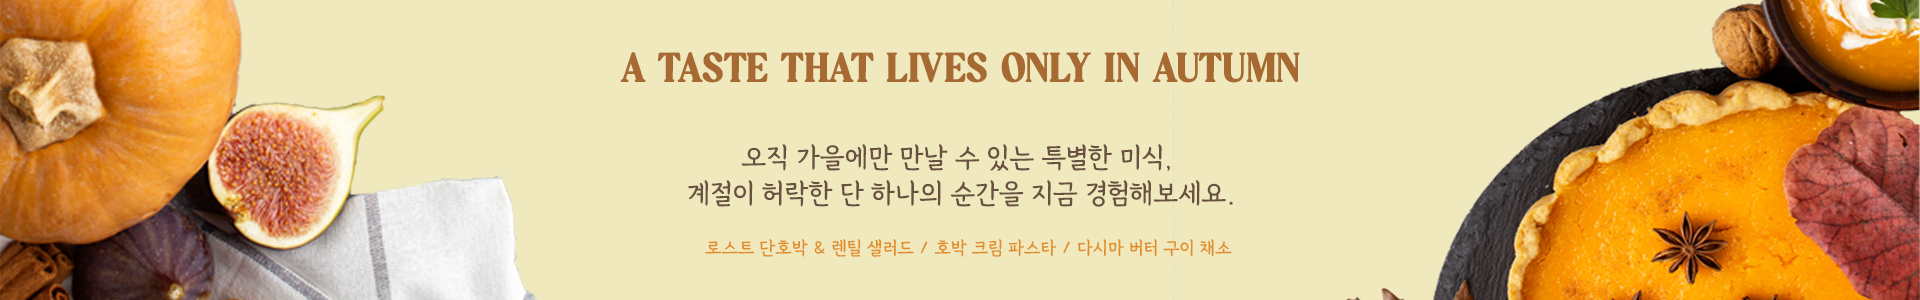 A TASTE THAT LIVES ONLY IN AUTUMN
오직 가을에만 만날 수 있는 특별한 미식,
계절이 허락한 단 하나의 순간을 지금 경험해보세요.
로스트 단호박 & 렌틸 샐러드 / 호박 크림 파스타 / 다시마 버터 구이 채소